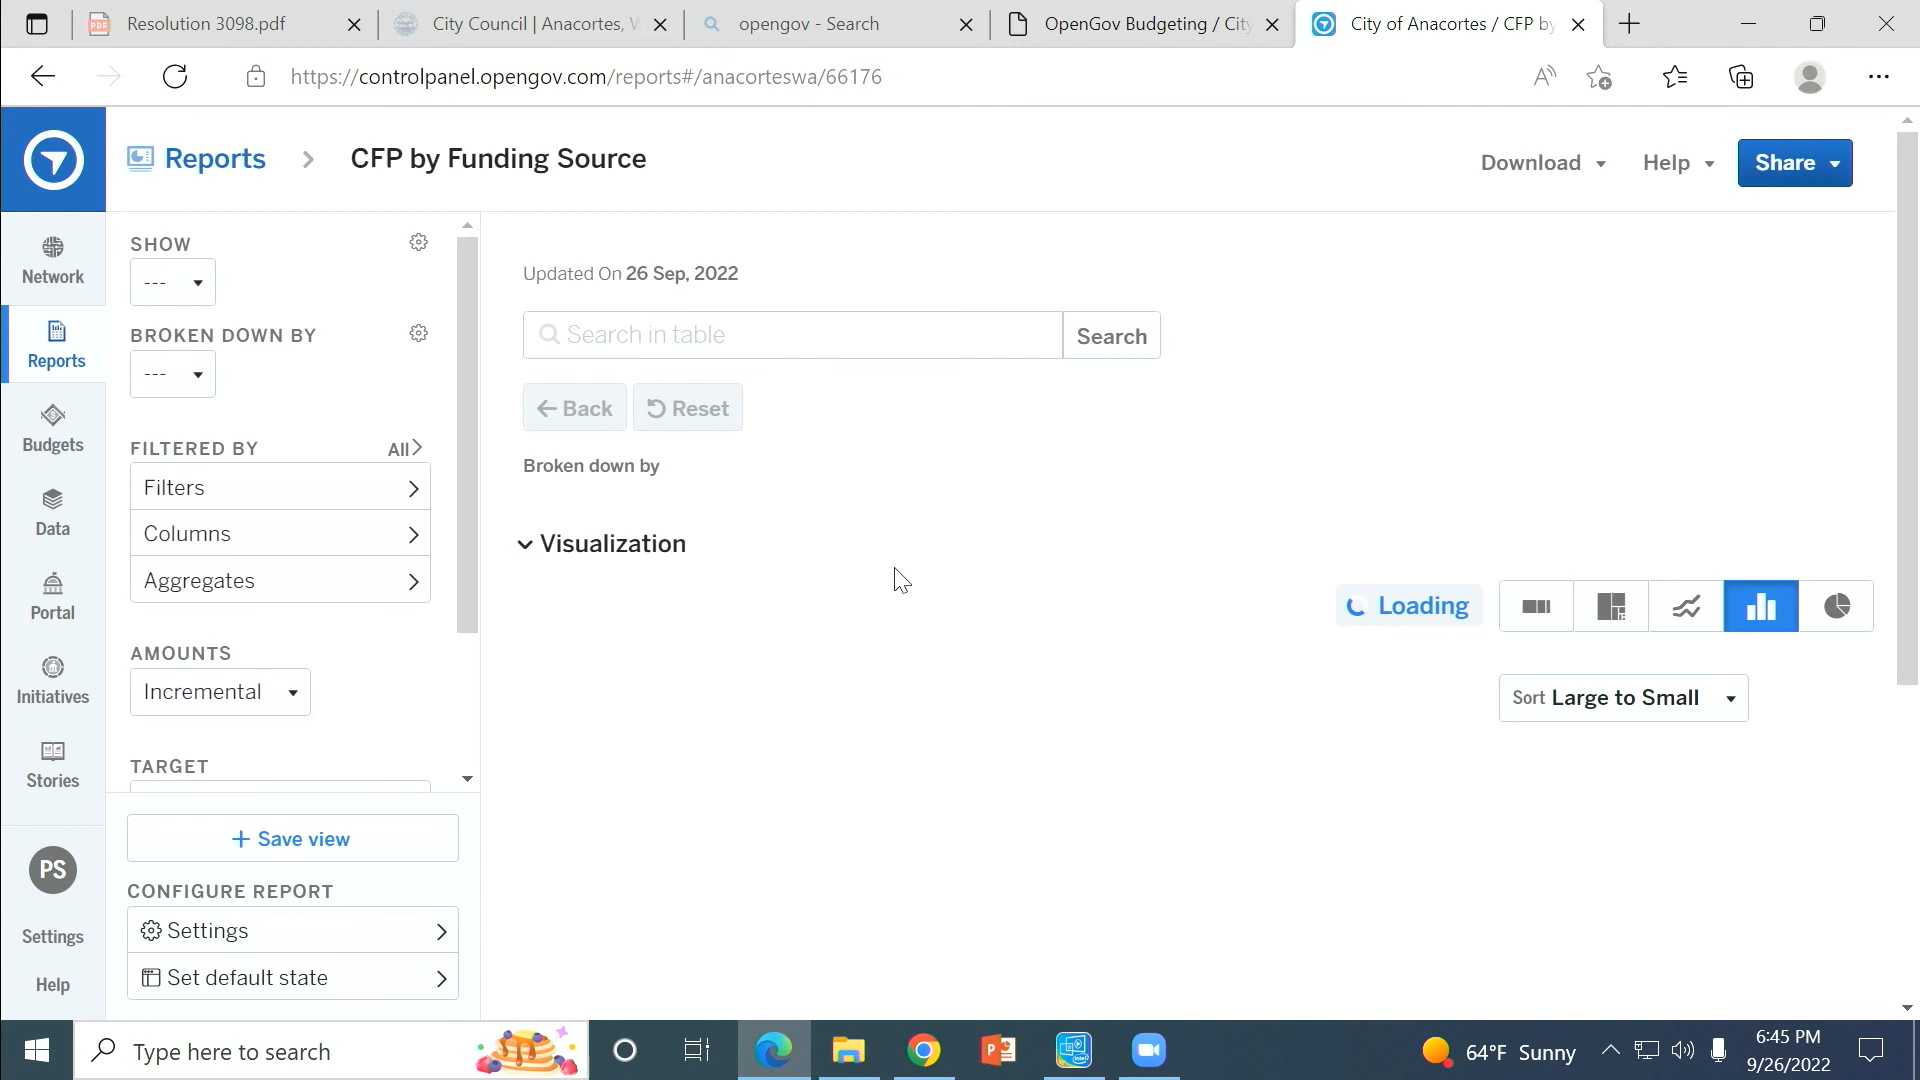 Resolution 3098.pdf
City Council | Anacortes, W
opengov - Search
OpenGov Budgeting / City
City of Anacortes / CFP by
https://controlpanel.opengov.com/reports#/anacorteswa/66176
Reports
CFP by Funding Source
Download
Help
Share
Network
Reports
Budgets
Data
Portal
Initiatives
Stories
PS
Settings
Help
SHOW
---
BROKEN DOWN BY
---
FILTERED BY
All
Filters
Columns
Aggregates
AMOUNTS
Incremental
TARGET
+ Save view
CONFIGURE REPORT
Settings
Set default state
Updated On 26 Sep, 2022
Search in table
Search
Back
Reset
Broken down by
Visualization
Loading
Sort Large to Small
Type here to search
64°F Sunny
6:45 PM
9/26/2022